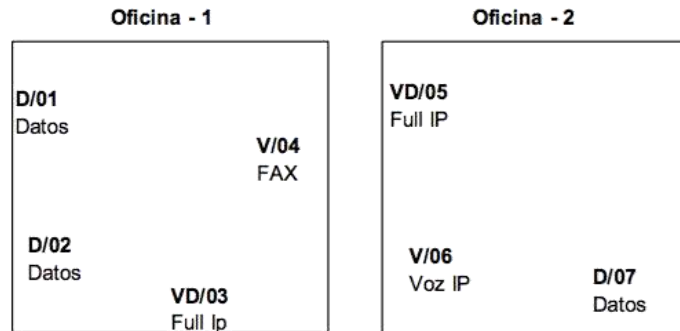 Oficina - 1
D/01
Datos
V/04
FAX
D/02
Datos
VD/03
Full Ip
Oficina - 2
VD/05
Full IP
V/06
Voz IP
D/07
Datos